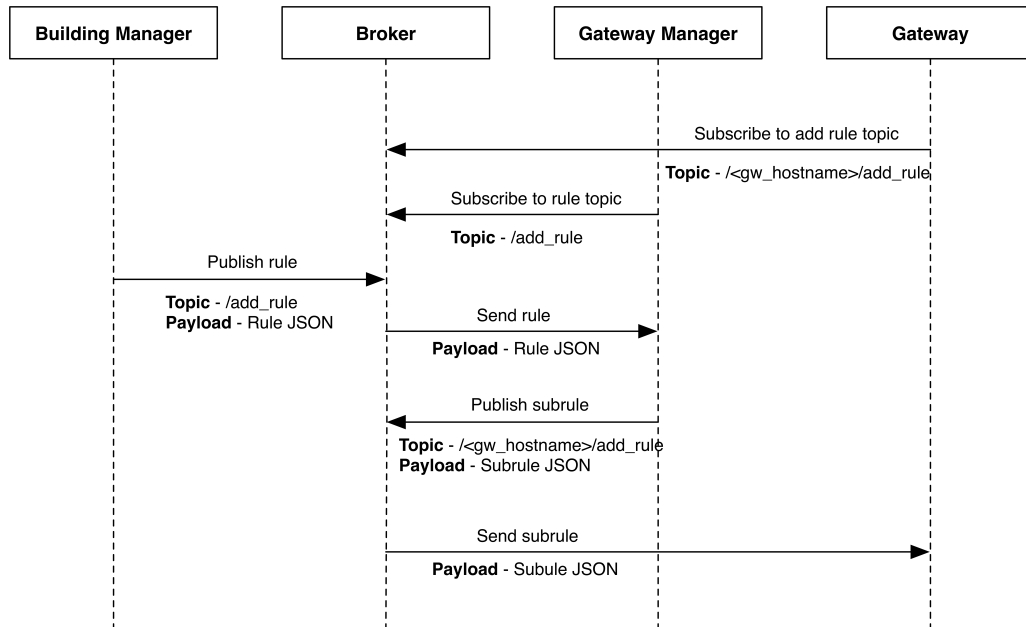 Building Manager
Broker
Gateway Manager
Gateway
Subscribe to add rule topic
Topic - /<gw_hostname>/add_rule
Subscribe to rule topic
Topic - /add_rule
Publish rule
Topic - /add_rule
Payload - Rule JSON
Send rule
Payload - Rule JSON
Publish subrule
Topic - /<gw_hostname>/add_rule
Payload - Subrule JSON
Send subrule
Payload - Subule JSON